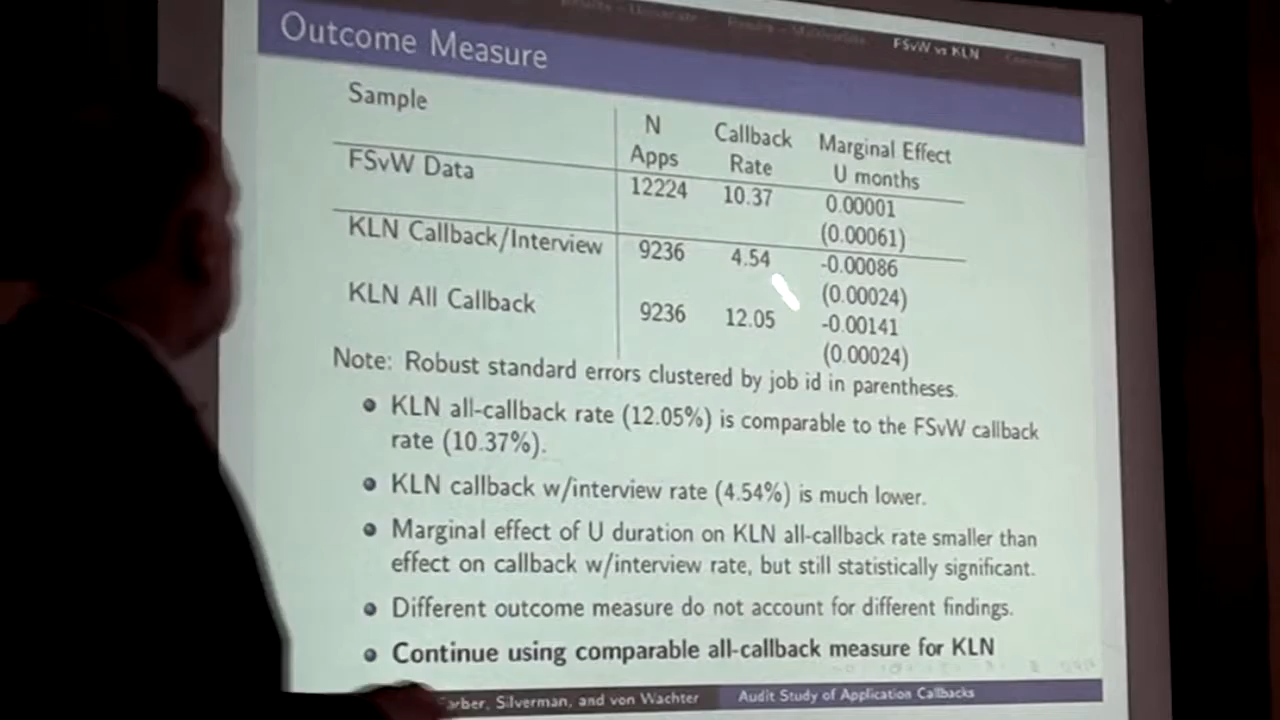 FSvW vs KLN
Outcome Measure
Sample N Apps Callback Rate Marginal Effect U months
FSvW Data 12224 10.37 0.00001
(0.00061)
KLN Callback/Interview 9236 4.54 -0.00086
(0.00024)
KLN All Callback 9236 12.05 -0.00141
(0.00024)
Note: Robust standard errors clustered by job id in parentheses.
KLN all-callback rate (12.05%) is comparable to the FSvW callback
rate (10.37%).
KLN callback w/interview rate (4.54%) is much lower.
Marginal effect of U duration on KLN all-callback rate smaller than
effect on callback w/interview rate, but still statistically significant.
Different outcome measure do not account for different findings.
Continue using comparable all-callback measure for KLN
arber, Silverman, and von Wachter Audit Study of Application Callbacks